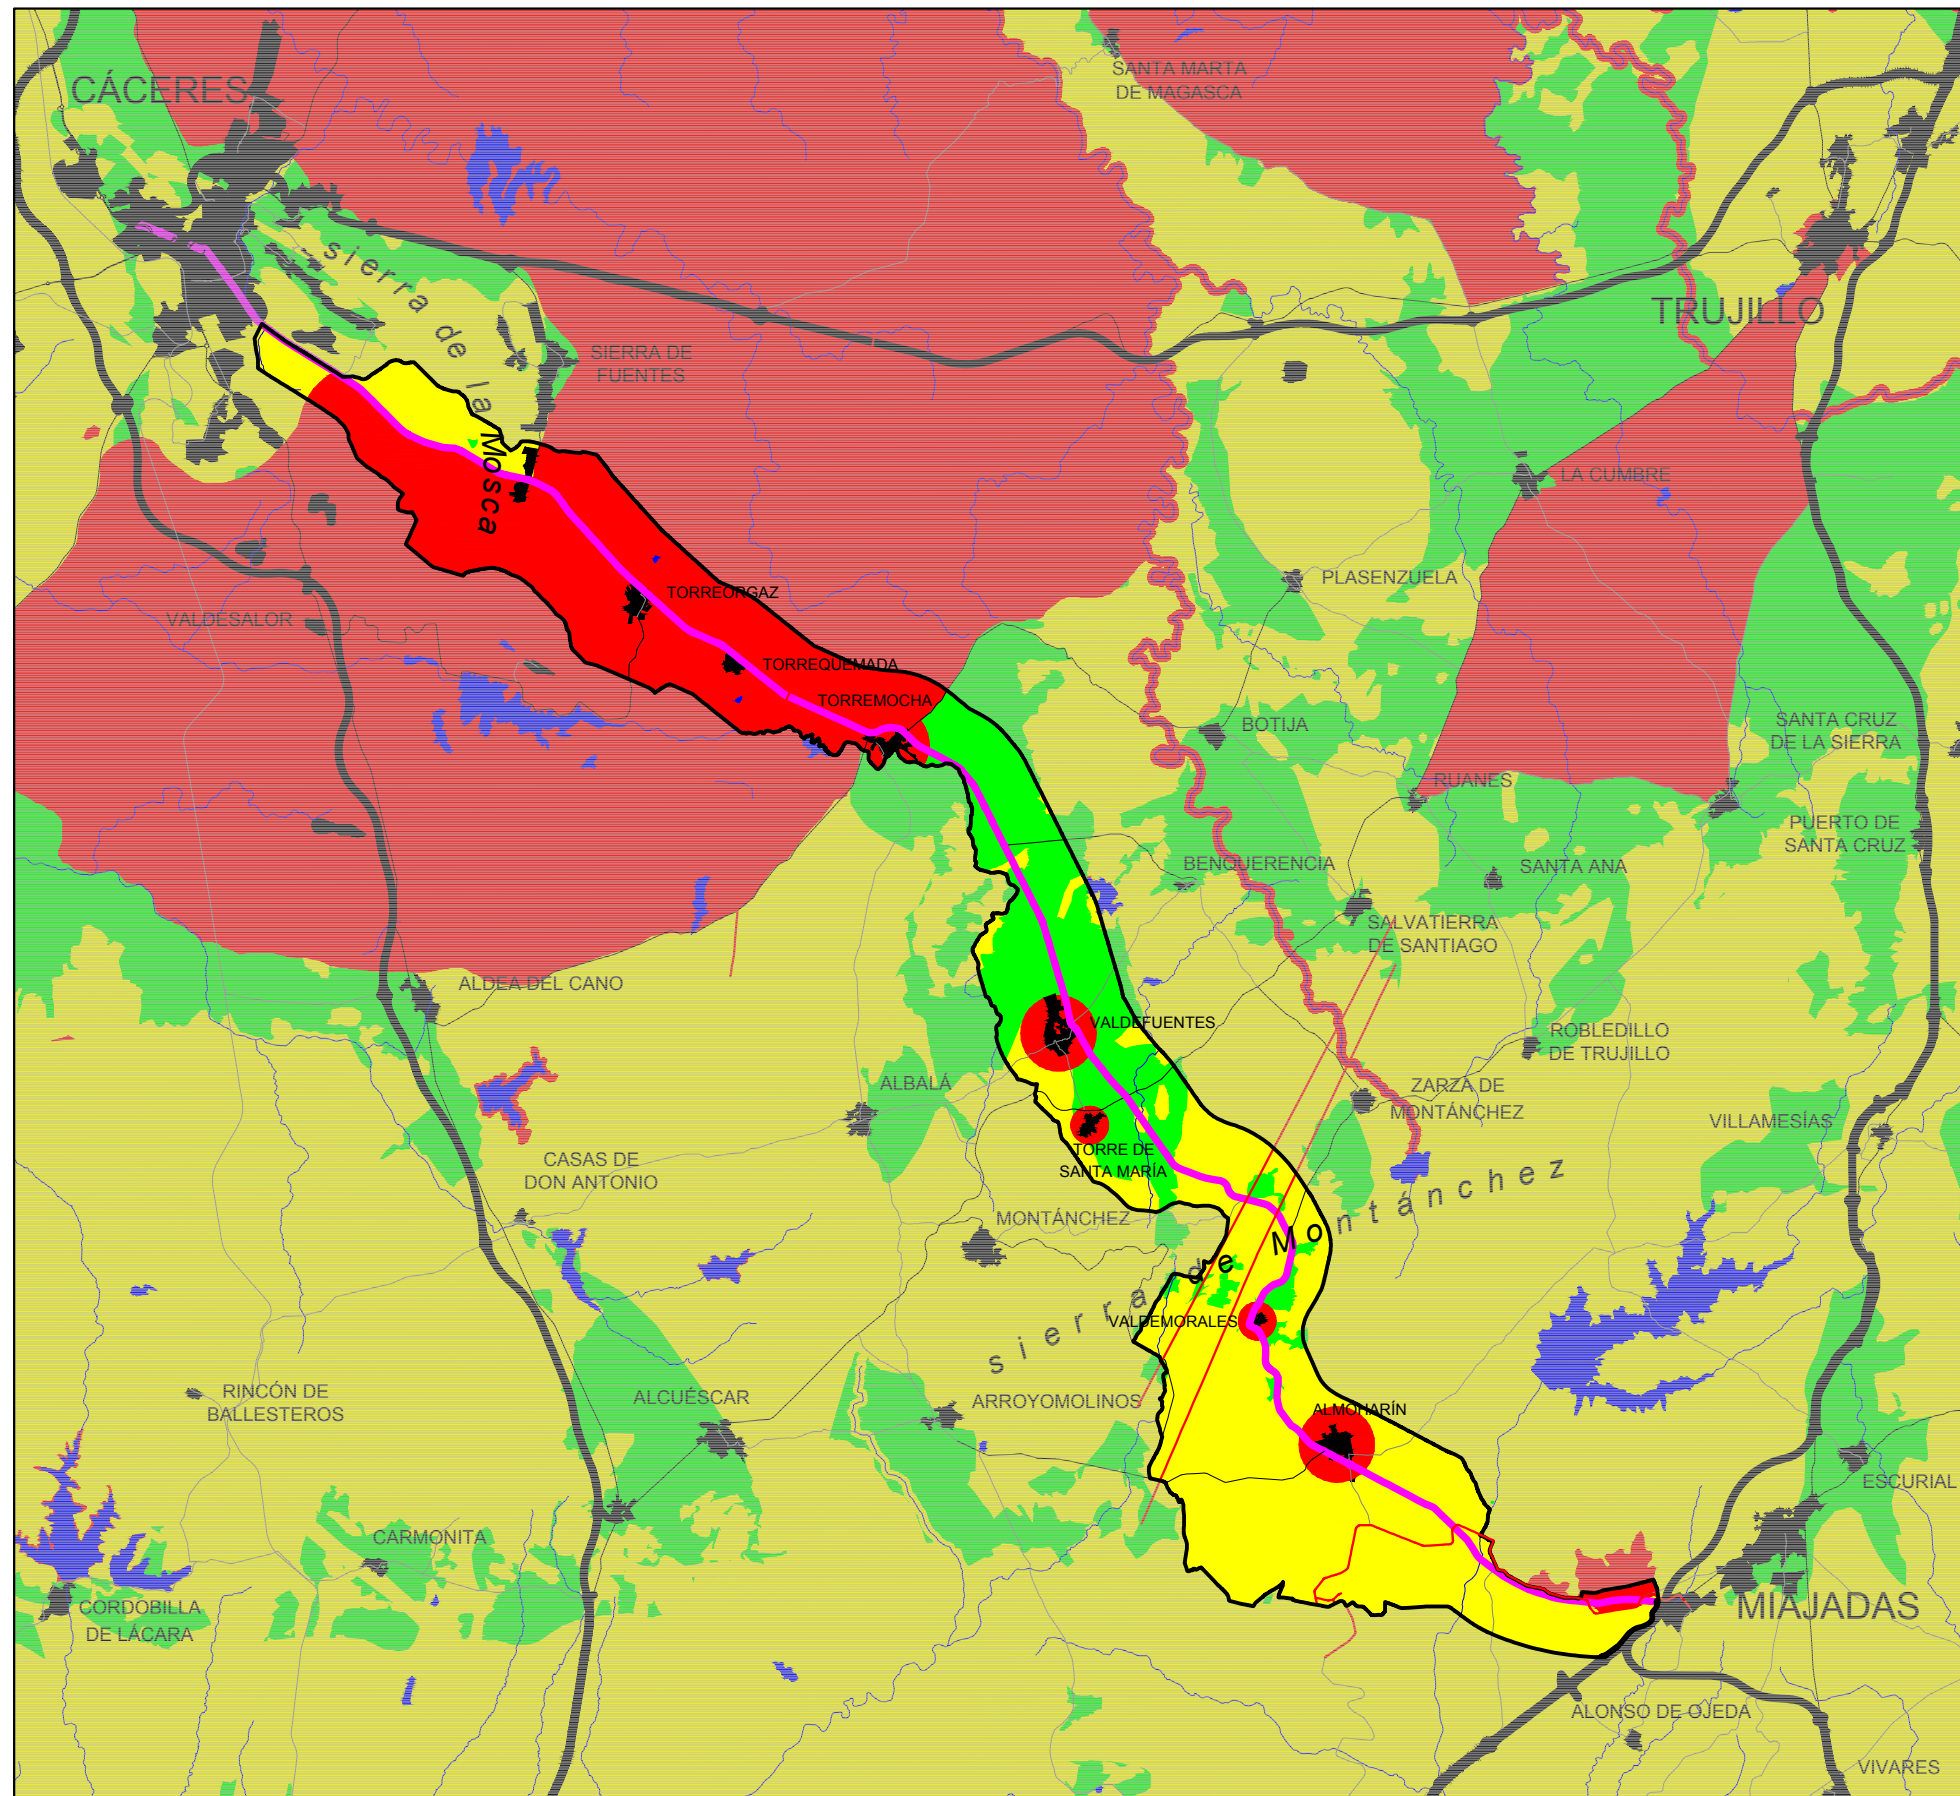 CÁCERES
SANTA MARTA
DE MAGASCA
sierra de la Mosca
TRUJILLO
SIERRA DE
FUENTES
LA CUMBRE
PLASENZUELA
TORREORGAZ
VALDESALOR
TORREQUEMADA
TORREMOCHA
BOTIJA
SANTA CRUZ
DE LA SIERRA
RUANES
PUERTO DE
SANTA CRUZ
BENQUERENCIA
SANTA ANA
SALVATIERRA
DE SANTIAGO
ALDEA DEL CANO
VALDEFUENTES
ROBLEDILLO
DE TRUJILLO
ALBALÁ
ZARZA DE
MONTÁNCHEZ
VILLAMESÍAS
TORRE DE
SANTA MARÍA
CASAS DE
DON ANTONIO
MONTÁNCHEZ
sierra de Montánchez
VALDEMORALES
RINCÓN DE
BALLESTEROS
ALCUÉSCAR
ARROYOMOLINOS
ALMOHARÍN
ESCURIAL
CARMONITA
CORDOBILLA
DE LÁCARA
MIAJADAS
ALONSO DE OJEDA
VIVARES